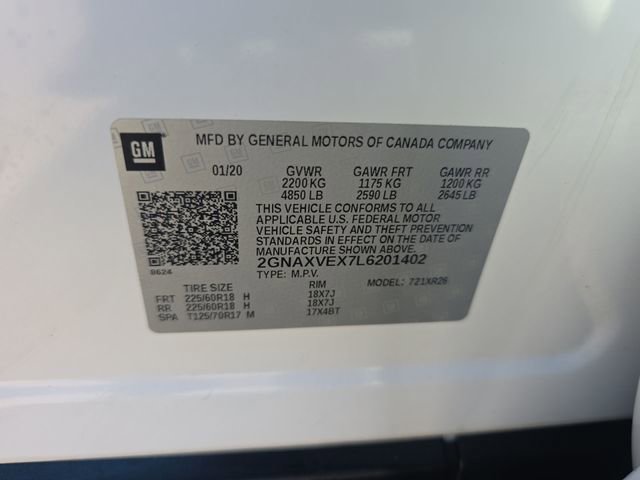 GM
MFD BY GENERAL MOTORS OF CANADA COMPANY
01/20 GVWR GAWR FRT GAWR RR
2200 KG 1175 KG 1200 KG
4850 LB 2590 LB 2645 LB
THIS VEHICLE CONFORMS TO ALL
APPLICABLE U.S. FEDERAL MOTOR
VEHICLE SAFETY AND THEFT PREVENTION
STANDARDS IN EFFECT ON THE DATE OF
MANUFACTURE SHOWN ABOVE.
8624 2GNAXVEX7L6201402
TYPE: M.P.V. MODEL: 721XR26
TIRE SIZE RIM
FRT 225/60R18 H 18X7J
RR 225/60R18 H 18X7J
SPA T125/70R17 M 17X4BT